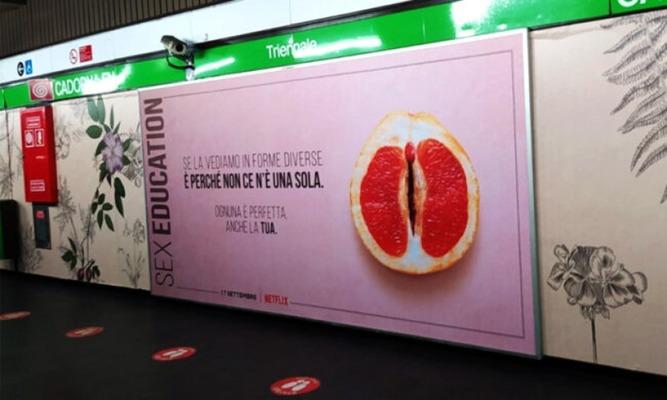 CADORNA FN
Triennale
SEX EDUCATION
SE LA VEDIAMO IN FORME DIVERSE
È PERCHÉ NON CE N'È UNA SOLA.
OGNUNA È PERFETTA,
ANCHE LA TUA.
17 SETTEMBRE | NETFLIX